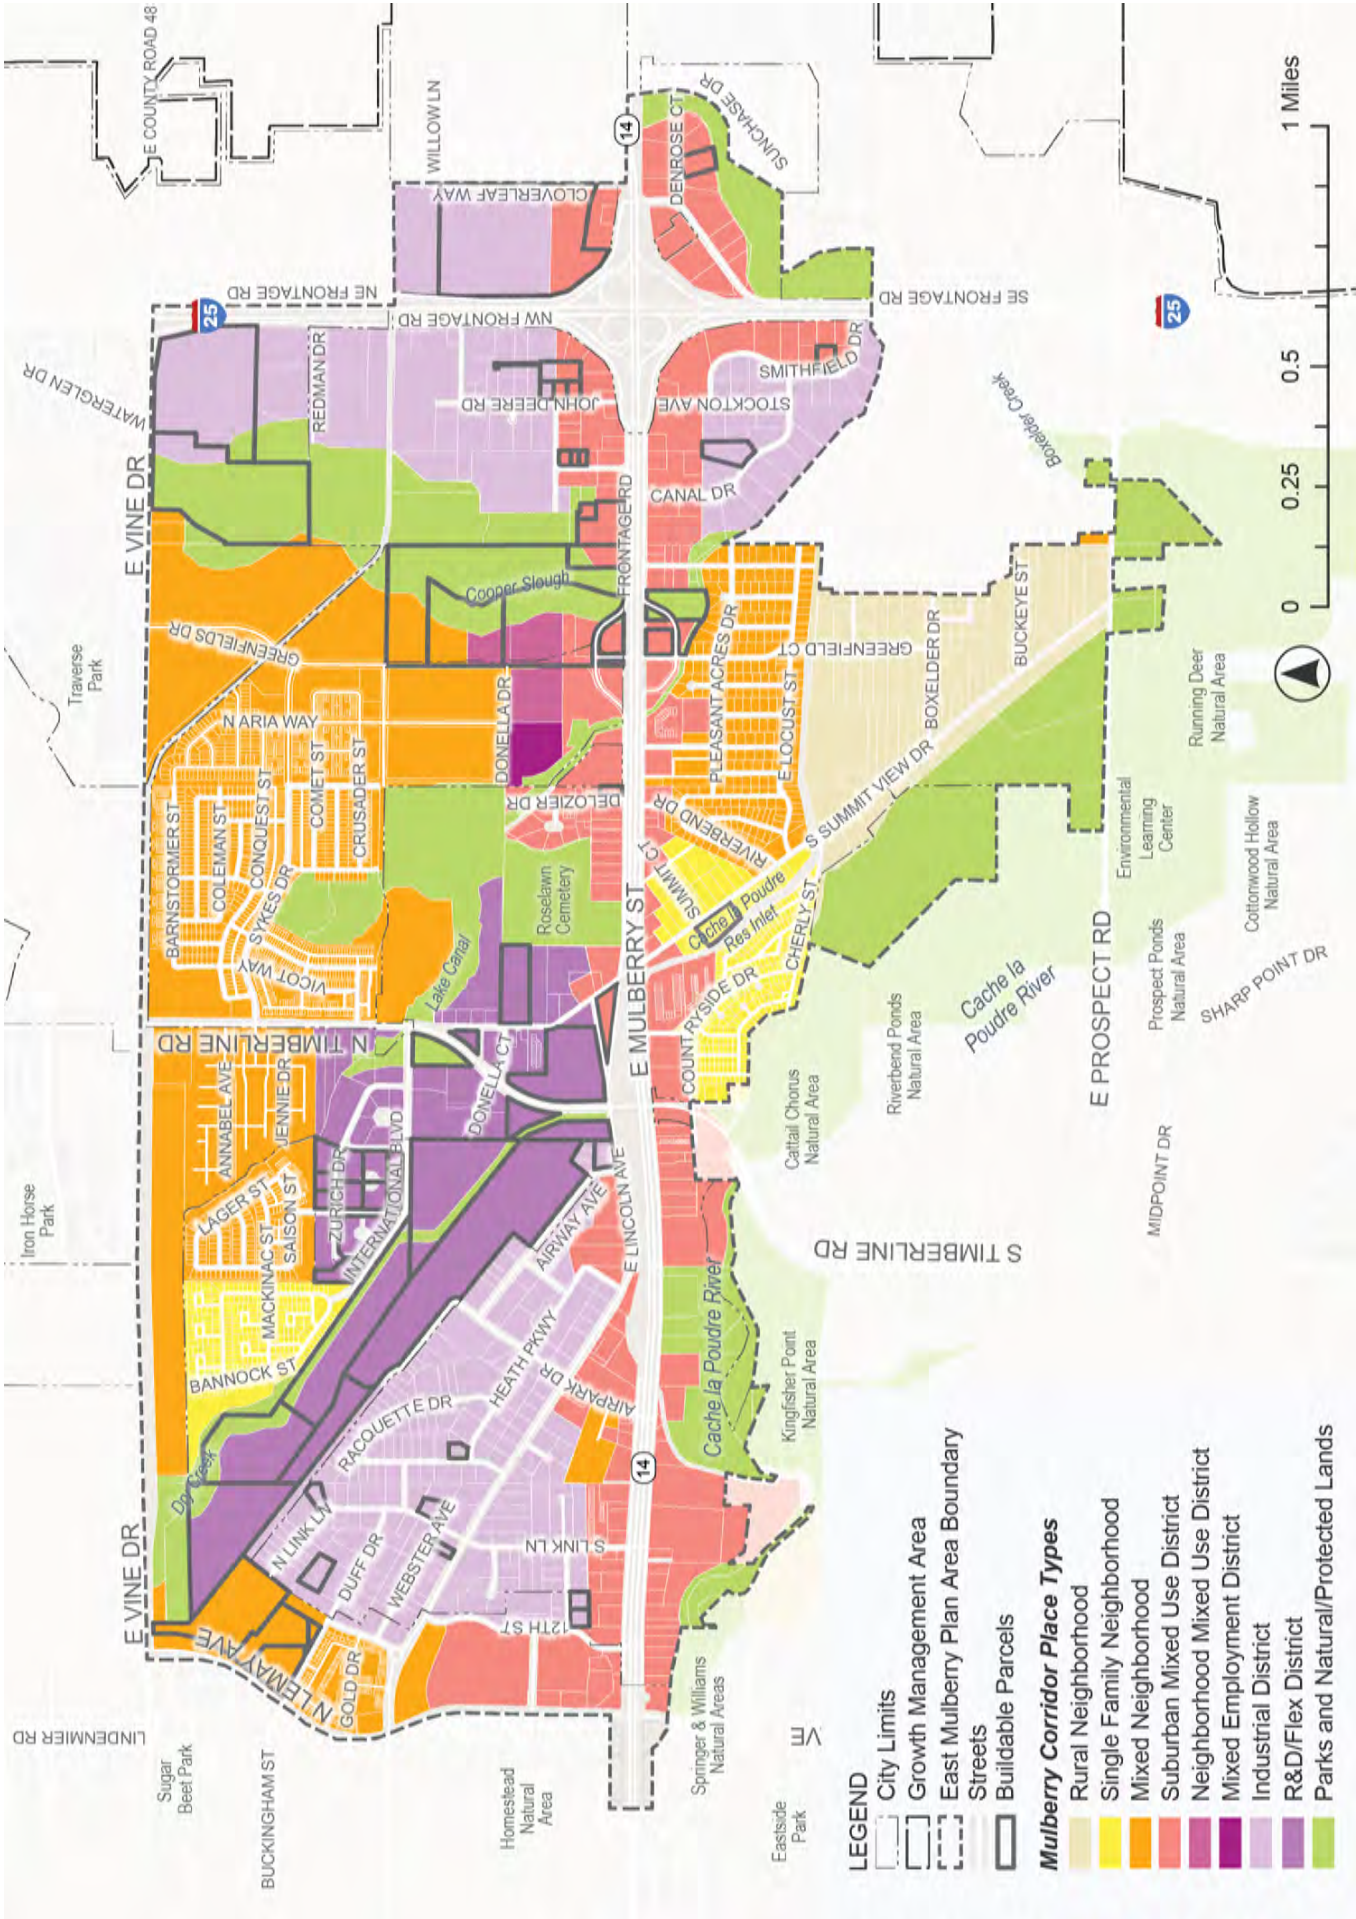 E COUNTY ROAD 48
WATERGLEN DR
E VINE DR
Traverse
Park
Iron Horse
Park
E VINE DR
LINDENMIER RD
Sugar
Beet Park
BUCKINGHAM ST
N LEMAY AVE
GOLD DR
Dry Creek
BANNOCK ST
MACKINAC ST
LAGER ST
SAISON ST
ANNABEL AVE
JENNIE DR
ZURICH DR
INTERNATIONAL BLVD
N TIMBERLINE RD
VICOT WAY
SYKES DR
BARNSTORMER ST
COLEMAN ST
CONQUEST ST
COMET ST
CRUSADER ST
N ARIA WAY
GREENFIELDS DR
REDMAN DR
25
NE FRONTAGE RD
NW FRONTAGE RD
WILLOW LN
CLOVERLEAF WAY
14
DENROSE CT
SUNCHASE DR
SE FRONTAGE RD
JOHN DEERE RD
STOCKTON AVE
SMITHFIELD DR
CANAL DR
FRONTAGE RD
Cooper Slough
DONELLA DR
DELOZIER DR
Roselawn
Cemetery
Lake Canal
DONELLA CT
E MULBERRY ST
E LINCOLN AVE
AIRWAY AVE
HEATH PKWY
AIRPARK DR
RACQUETTE DR
N LINK LN
DUFF DR
WEBSTER AVE
S LINK LN
12TH ST
14
Homestead
Natural
Area
Springer & Williams
Natural Areas
Eastside
Park
VE
Cache la Poudre River
Kingfisher Point
Natural Area
S TIMBERLINE RD
Cattail Chorus
Natural Area
COUNTRYSIDE DR
CHERLY ST
Cache la Poudre
Res Inlet
SUMMIT CT
RIVERBEND DR
PLEASANT ACRES DR
E LOCUST ST
GREENFIELD CT
BOXELDER DR
BUCKEYE ST
S SUMMIT VIEW DR
Boxelder Creek
25
Riverbend Ponds
Natural Area
Cache la
Poudre River
E PROSPECT RD
Environmental
Learning
Center
Running Deer
Natural Area
Cottonwood Hollow
Natural Area
Prospect Ponds
Natural Area
SHARP POINT DR
MIDPOINT DR
0
0.25
0.5
1 Miles
LEGEND
City Limits
Growth Management Area
East Mulberry Plan Area Boundary
Streets
Buildable Parcels
Mulberry Corridor Place Types
Rural Neighborhood
Single Family Neighborhood
Mixed Neighborhood
Suburban Mixed Use District
Neighborhood Mixed Use District
Mixed Employment District
Industrial District
R&D/Flex District
Parks and Natural/Protected Lands